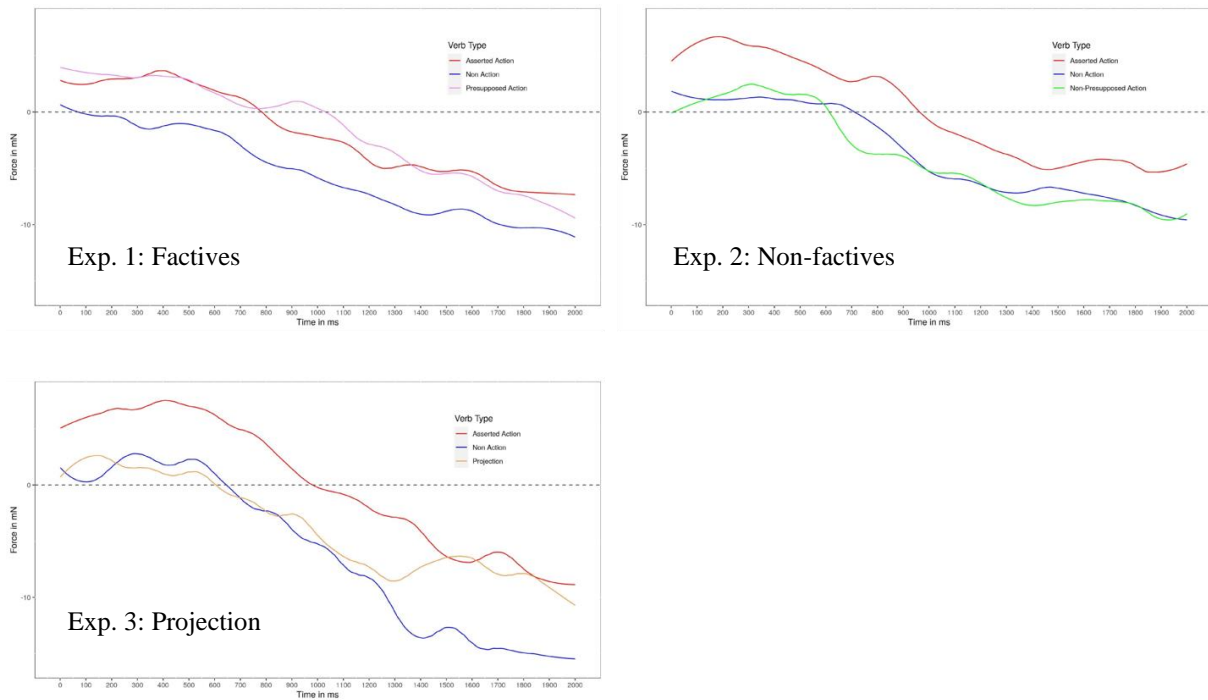 Verb Type
Asserted Action
Non Action
Presupposed Action
0
-10
Force in mN
Exp. 1: Factives
0 100 200 300 400 500 600 700 800 900 1000 1100 1200 1300 1400 1500 1600 1700 1800 1900 2000
Time in ms
Verb Type
Asserted Action
Non Action
Non-Presupposed Action
0
-10
Force in mN
Exp. 2: Non-factives
0 100 200 300 400 500 600 700 800 900 1000 1100 1200 1300 1400 1500 1600 1700 1800 1900 2000
Time in ms
Verb Type
Asserted Action
Non Action
Projection
0
-10
Force in mN
Exp. 3: Projection
0 100 200 300 400 500 600 700 800 900 1000 1100 1200 1300 1400 1500 1600 1700 1800 1900 2000
Time in ms